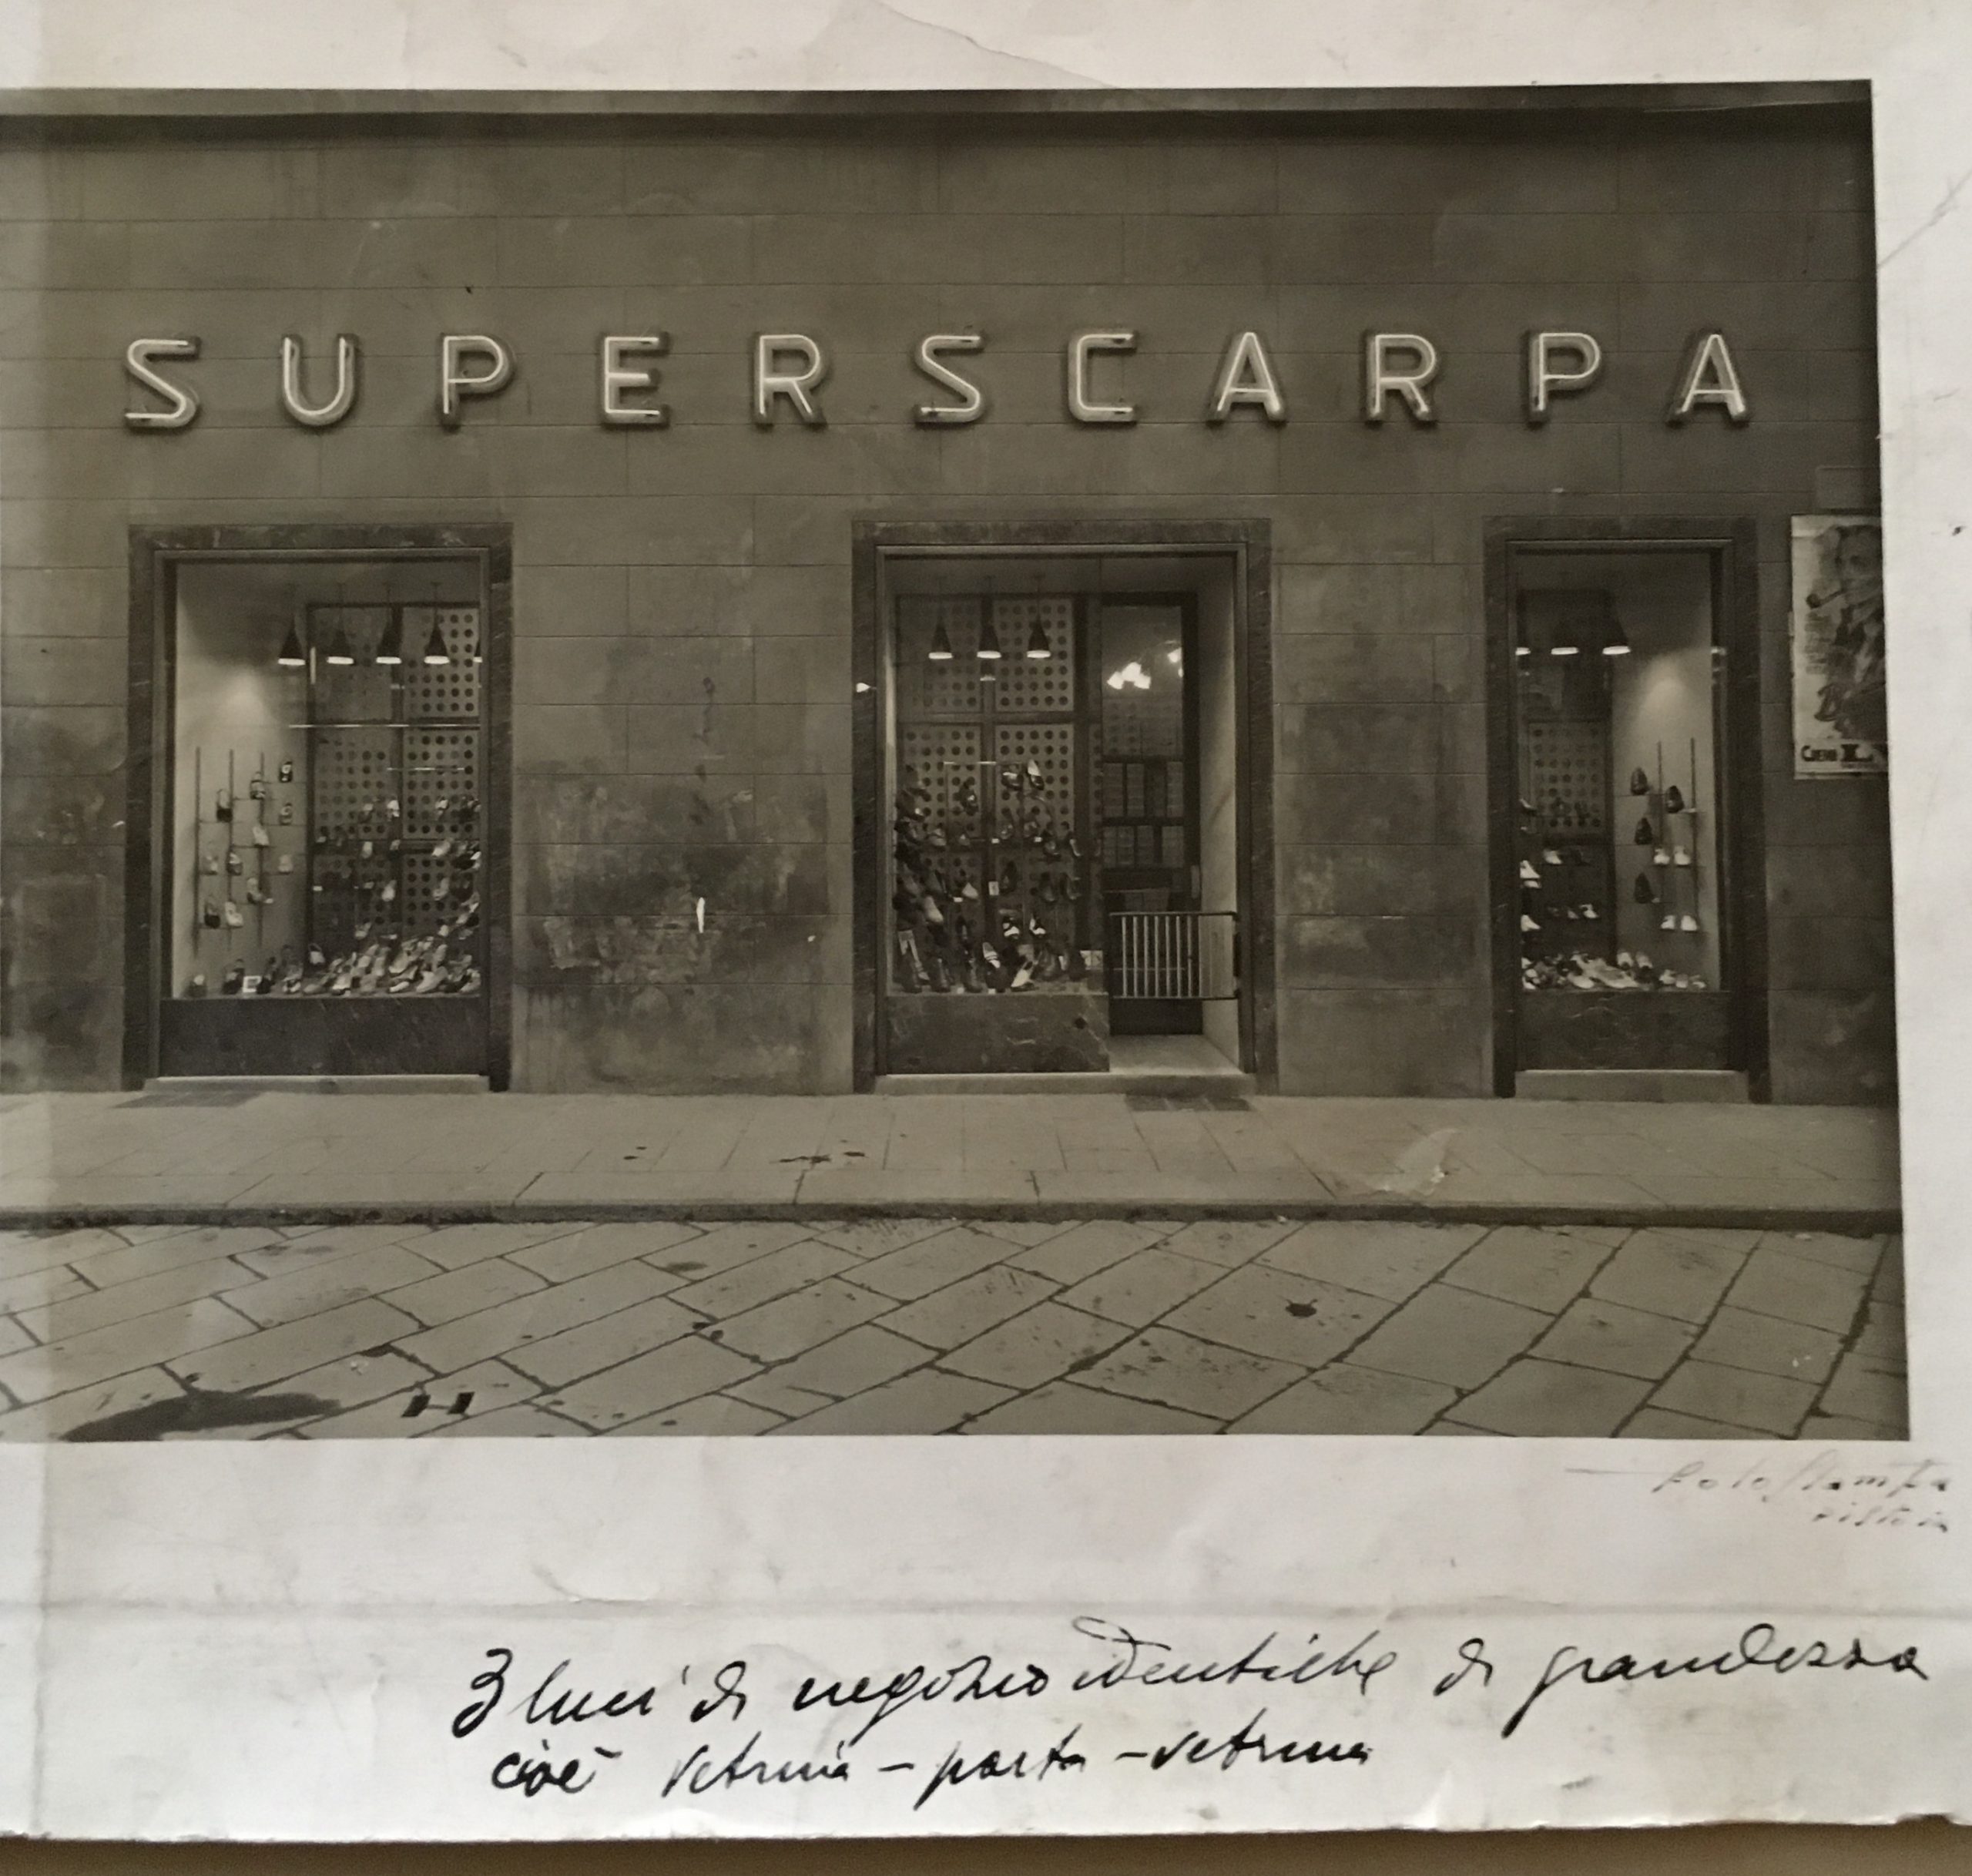 SUPERSCARPA
3 luci di negozio identiche di grandezza
cioè vetrina - porta - vetrina